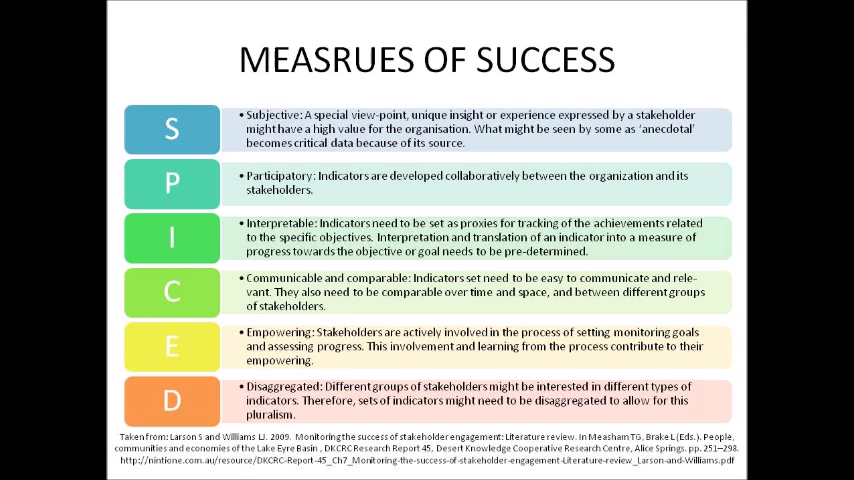 MEASRUES OF SUCCESS
S
• Subjective: A special view-point, unique insight or experience expressed by a stakeholder
might have a high value for the organisation. What might be seen by some as ‘anecdotal’
becomes critical data because of its source.
P
• Participatory: Indicators are developed collaboratively between the organization and its
stakeholders.
I
• Interpretable: Indicators need to be set as proxies for tracking of the achievements related
to the specific objectives. Interpretation and translation of an indicator into a measure of
progress towards the objective or goal needs to be pre-determined.
C
• Communicable and comparable: Indicators set need to be easy to communicate and rele-
vant. They also need to be comparable over time and space, and between different groups
of stakeholders.
E
• Empowering: Stakeholders are actively involved in the process of setting monitoring goals
and assessing progress. This involvement and learning from the process contribute to their
empowering.
D
• Disaggregated: Different groups of stakeholders might be interested in different types of
indicators. Therefore, sets of indicators might need to be disaggregated to allow for this
pluralism.
Taken from: Larson S and Williams LJ. 2009. Monitoring the success of stakeholder engagement: Literature review. In Measham TG, Brake L (Eds.). People,
communities and economies of the Lake Eyre Basin , DKCRC Research Report 45, Desert Knowledge Cooperative Research Centre, Alice Springs. pp. 251–298.
http://nintione.com.au/resource/DKCRC-Report-45_Ch7_Monitoring-the-success-of-stakeholder-engagement-Literature-review_Larson-and-Williams.pdf